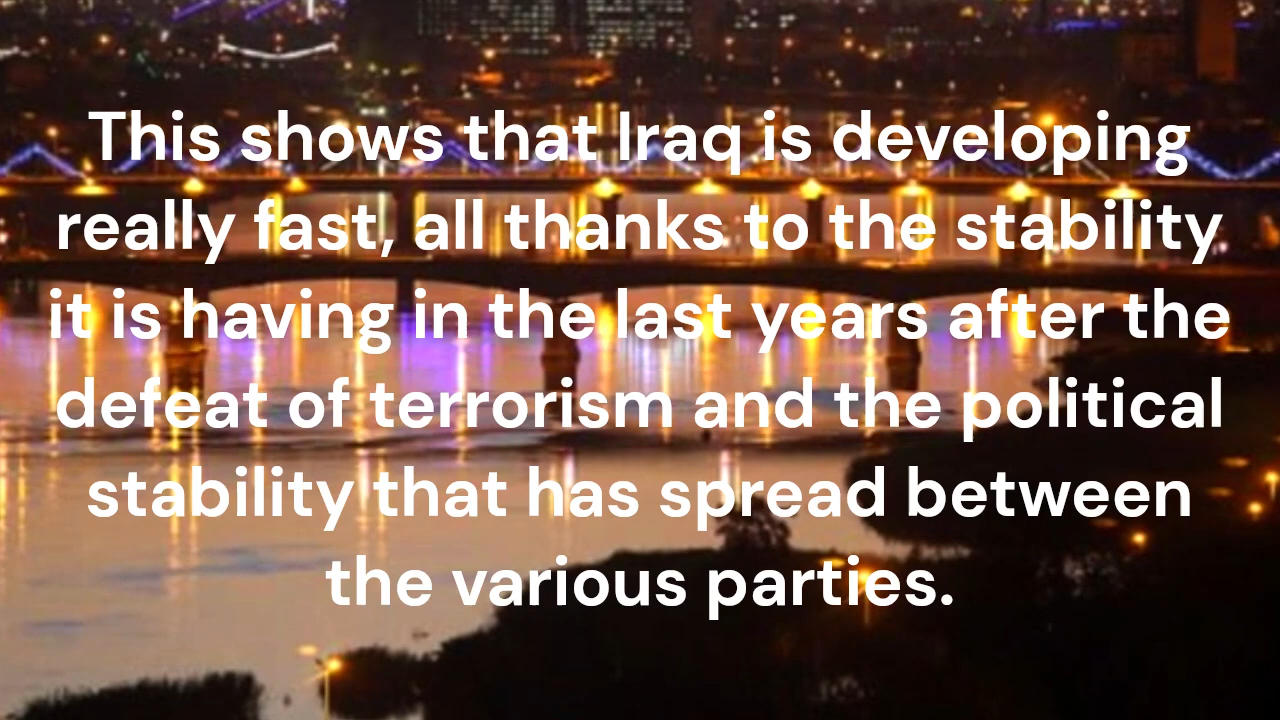 This shows that Iraq is developing
really fast, all thanks to the stability
it is having in the last years after the
defeat of terrorism and the political
stability that has spread between
the various parties.